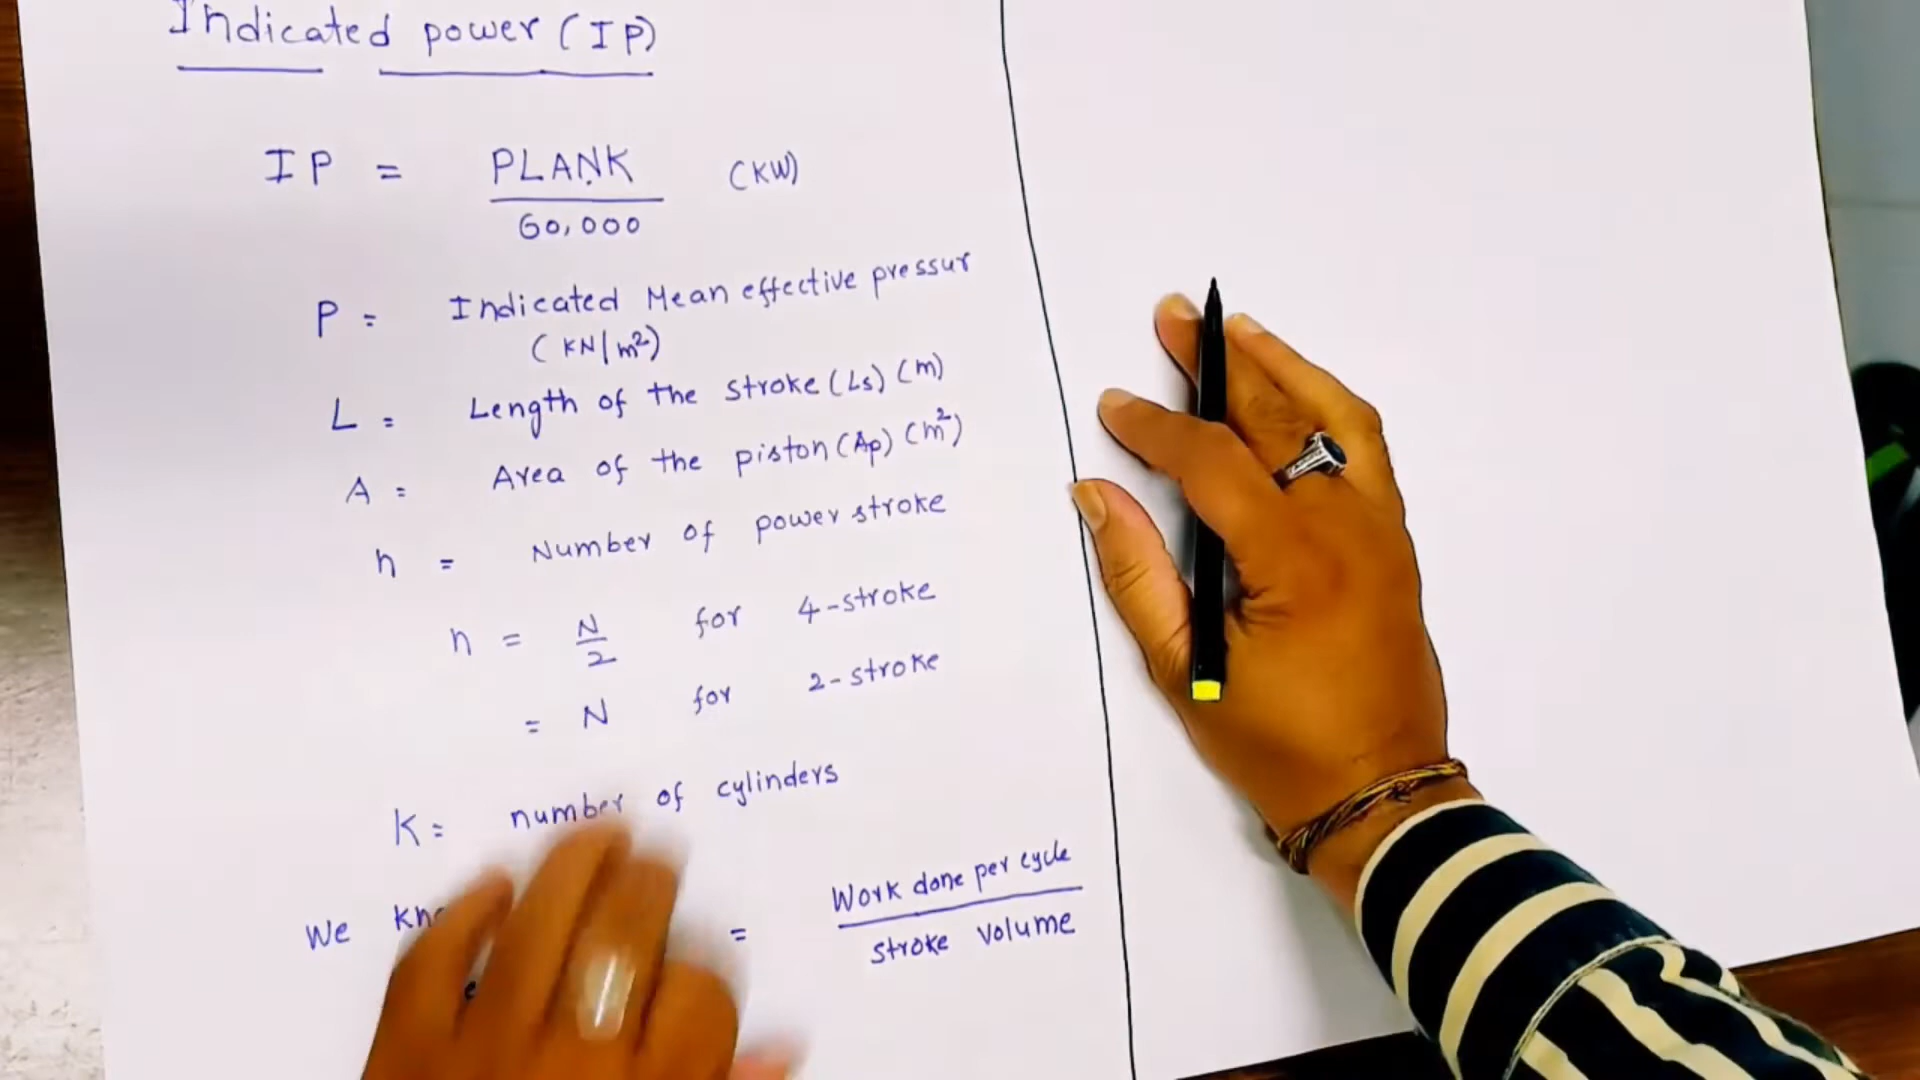 Indicated power (IP)
IP = PLANK / 60,000 (KW)
P = Indicated Mean effective pressur
(KN/m²)
L = Length of the stroke (Ls) (m)
A = Area of the piston (Ap) (m²)
n = Number of power stroke
n = N/2 for 4-stroke
= N for 2-stroke
K = number of cylinders
We = Work done per cycle / stroke volume